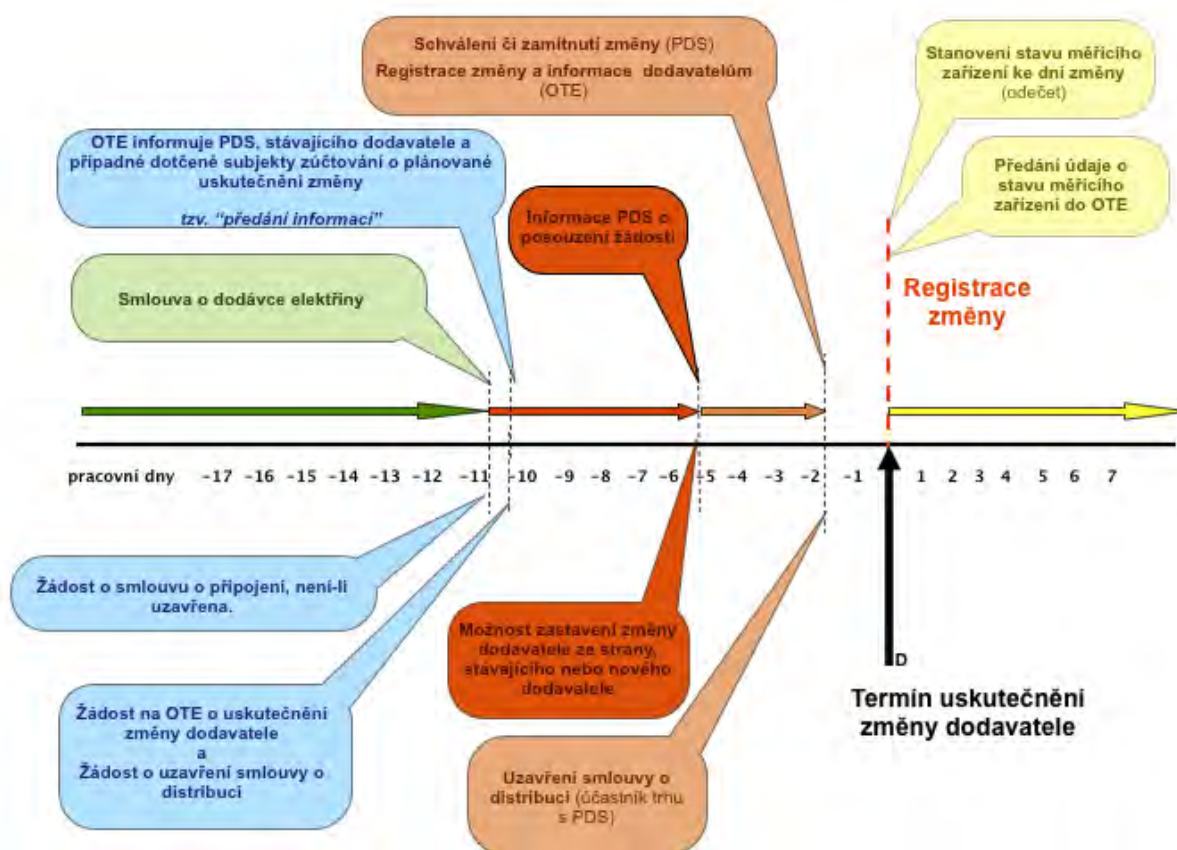 Schválení či zamítnutí změny (PDS)
Registrace změny a informace dodavatelům
(OTE)
Stanovení stavu měřicího
zařízení ke dni změny
(odečet)
OTE informuje PDS, stávajícího dodavatele a
případné dotčené subjekty zúčtování o plánované
uskutečnění změny
tzv. “předání informací”
Předání údaje o
stavu měřicího
zařízení do OTE
Informace PDS o
posouzení žádosti
Smlouva o dodávce elektřiny
Registrace
změny
pracovní dny -17 -16 -15 -14 -13 -12 -11 -10 -9 -8 -7 -6 -5 -4 -3 -2 -1 1 2 3 4 5 6 7
Žádost o smlouvu o připojení, není-li
uzavřena.
Možnost zastavení změny
dodavatele ze strany,
stávajícího nebo nového
dodavatele
D
Termín uskutečnění
změny dodavatele
Žádost na OTE o uskutečnění
změny dodavatele
a
Žádost o uzavření smlouvy o
distribuci
Uzavření smlouvy o
distribuci (účastník trhu
s PDS)